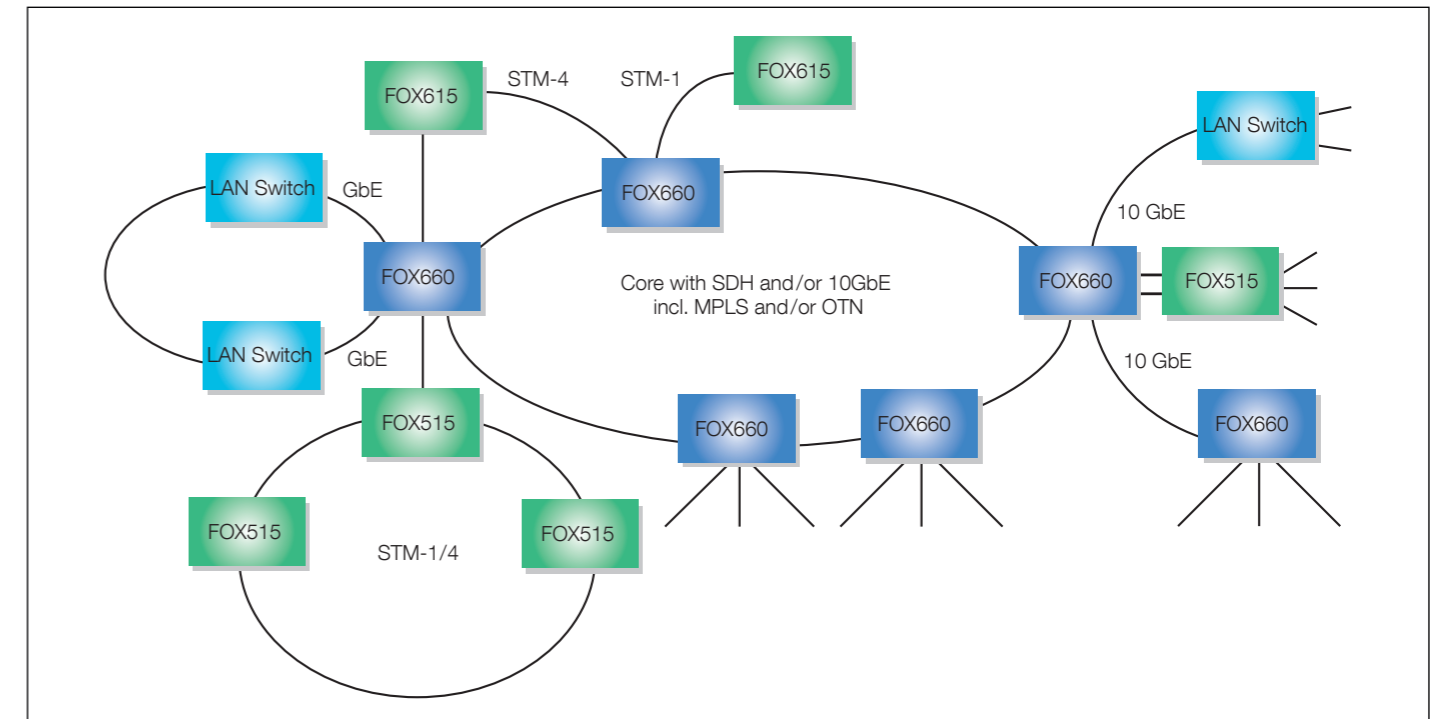 FOX615
STM-4
STM-1
FOX615
LAN Switch
LAN Switch
GbE
FOX660
10 GbE
FOX660
Core with SDH and/or 10GbE
incl. MPLS and/or OTN
FOX660
FOX515
LAN Switch
GbE
10 GbE
FOX515
FOX660
FOX660
FOX660
FOX515
STM-1/4
FOX515